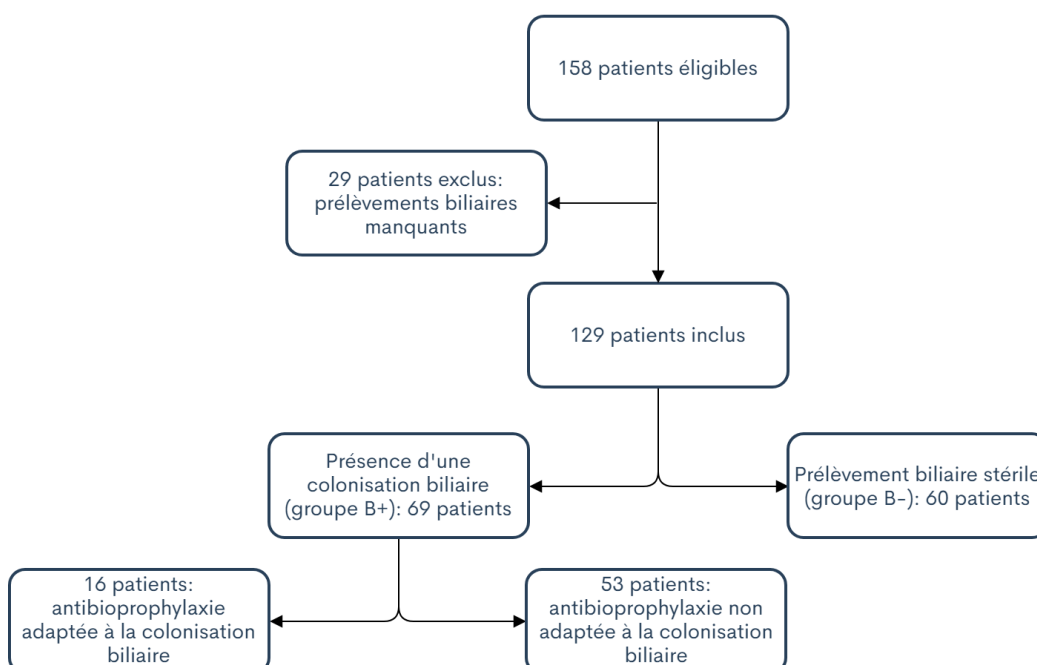 158 patients éligibles
29 patients exclus:
prélèvements biliaires
manquants
129 patients inclus
Présence d'une
colonisation biliaire
(groupe B+): 69 patients
Prélèvement biliaire stérile
(groupe B-): 60 patients
16 patients:
antibioprophylaxie
adaptée à la colonisation
biliaire
53 patients:
antibioprophylaxie non
adaptée à la colonisation
biliaire